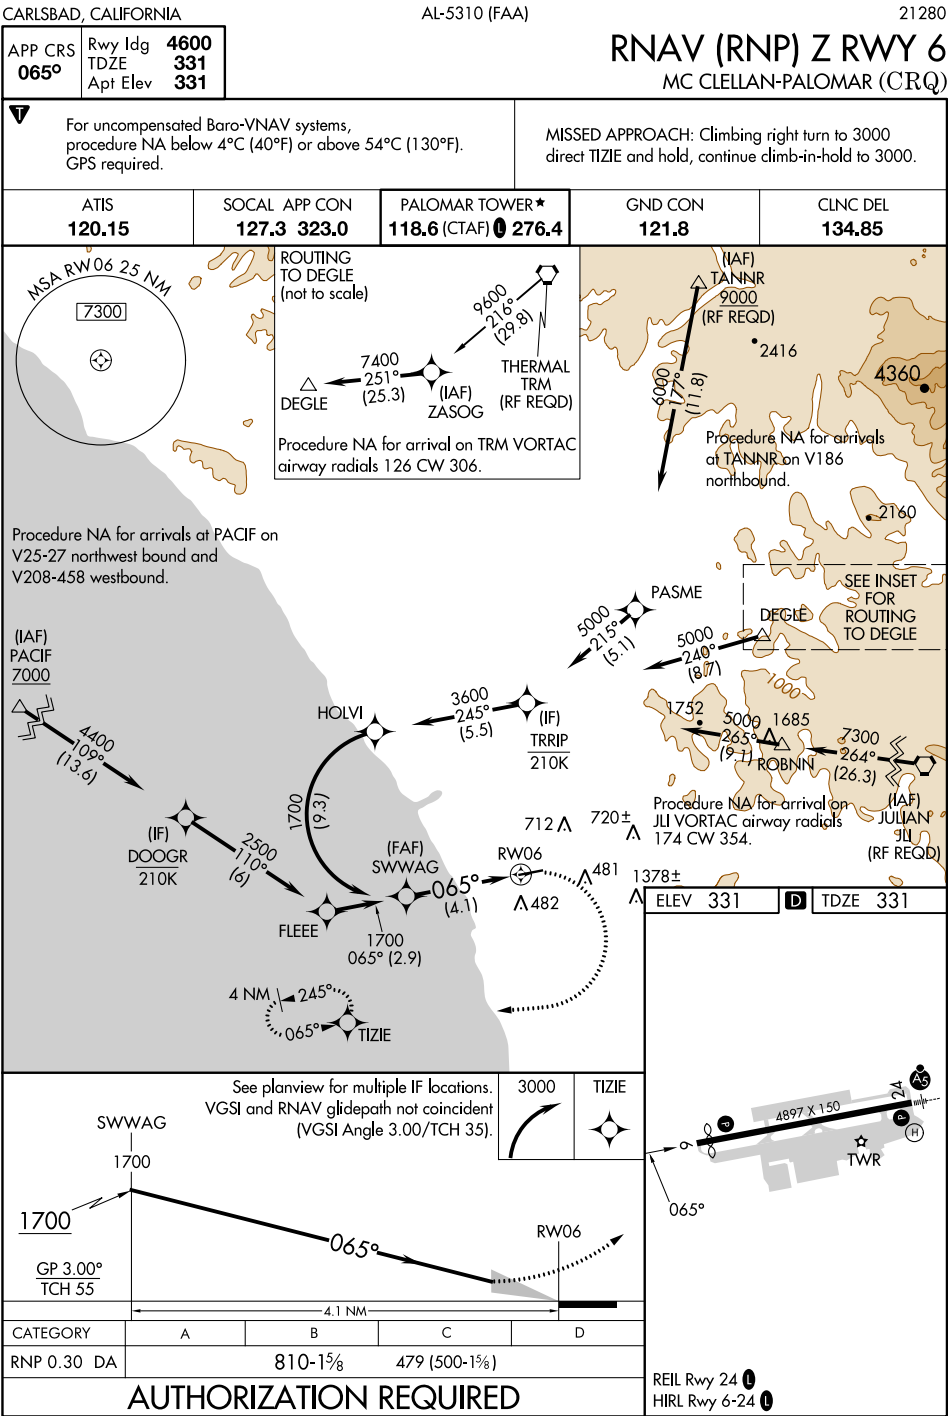 CARLSBAD, CALIFORNIA
AL-5310 (FAA)
21280
APP CRS
065°
Rwy Idg 4600
TDZE 331
Apt Elev 331
RNAV (RNP) Z RWY 6
MC CLELLAN-PALOMAR (CRQ)
T
For uncompensated Baro-VNAV systems,
procedure NA below 4°C (40°F) or above 54°C (130°F).
GPS required.
MISSED APPROACH: Climbing right turn to 3000
direct TIZIE and hold, continue climb-in-hold to 3000.
ATIS
120.15
SOCAL APP CON
127.3 323.0
PALOMAR TOWER★
118.6 (CTAF) L 276.4
GND CON
121.8
CLNC DEL
134.85
MSA RW06 25 NM
7300
ROUTING
TO DEGLE
(not to scale)
9600
216°
(29.8)
7400
251°
(25.3)
DEGLE
(IAF)
ZASOG
THERMAL
TRM
(RF REQD)
Procedure NA for arrival on TRM VORTAC
airway radials 126 CW 306.
(IAF)
TANNR
9000
(RF REQD)
2416
4360
6000
177°
(11.8)
Procedure NA for arrivals
at TANNR on V186
northbound.
2160
Procedure NA for arrivals at PACIF on
V25-27 northwest bound and
V208-458 westbound.
SEE INSET
FOR
ROUTING
TO DEGLE
PASME
5000
215°
(5.1)
DEGLE
5000
240°
(8.7)
1000
(IAF)
PACIF
7000
4400
109°
(13.6)
HOLVI
3600
245°
(5.5)
(IF)
TRRIP
210K
1752
5000
265°
(9.1)
1685
ROBNN
7300
264°
(26.3)
(IAF)
JULIAN
JLI
(RF REQD)
Procedure NA for arrival on
JLI VORTAC airway radials
174 CW 354.
1700
(9.3)
(IF)
DOOGR
210K
2500
110°
(6)
712
720±
(FAF)
SWWAG
RW06
065°
(4.1)
481
482
1378±
FLEEE
1700
065° (2.9)
4 NM
245°
065°
TIZIE
ELEV 331
D
TDZE 331
See planview for multiple IF locations.
VGSI and RNAV glidepath not coincident
(VGSI Angle 3.00/TCH 35).
3000
TIZIE
SWWAG
1700
1700
065°
RW06
GP 3.00°
TCH 55
4.1 NM
6
4897 X 150
24
A5
P
P
H
TWR
065°
CATEGORY
A
B
C
D
RNP 0.30 DA
810-1⅝
479 (500-1⅝)
AUTHORIZATION REQUIRED
REIL Rwy 24 L
HIRL Rwy 6-24 L